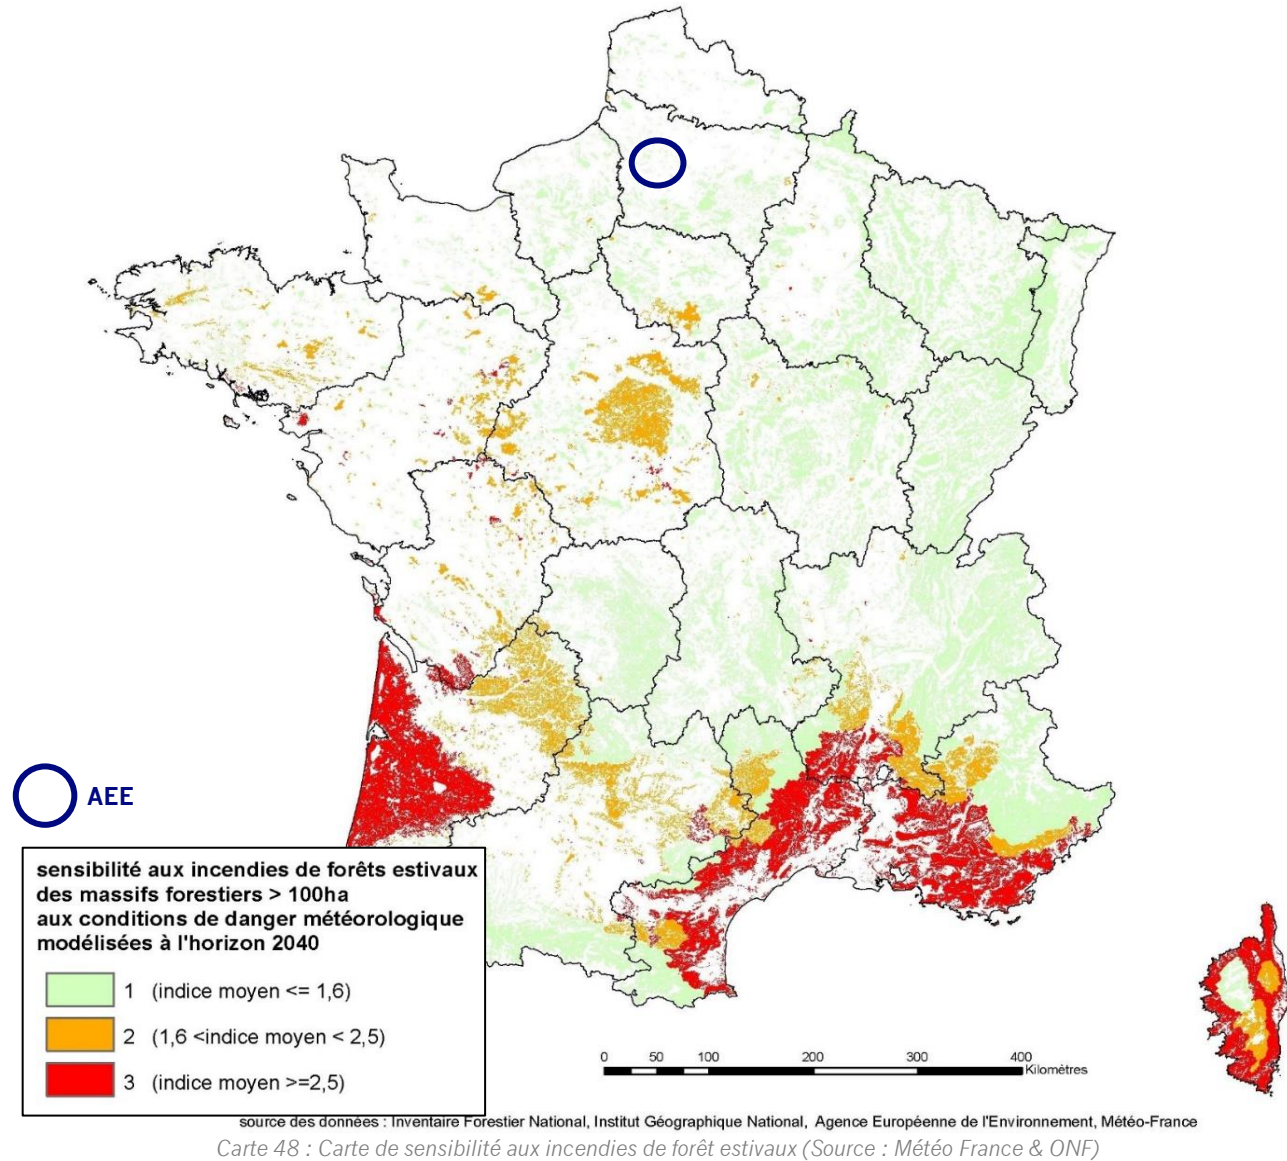 AEE
sensibilité aux incendies de forêts estivaux
des massifs forestiers > 100ha
aux conditions de danger météorologique
modélisées à l'horizon 2040
1 (indice moyen <= 1,6)
2 (1,6 <indice moyen < 2,5)
3 (indice moyen >=2,5)
0 50 100 200 300 400
Kilomètres
source des données : Inventaire Forestier National, Institut Géographique National, Agence Européenne de l'Environnement, Météo-France
Carte 48 : Carte de sensibilité aux incendies de forêt estivaux (Source : Météo France & ONF)